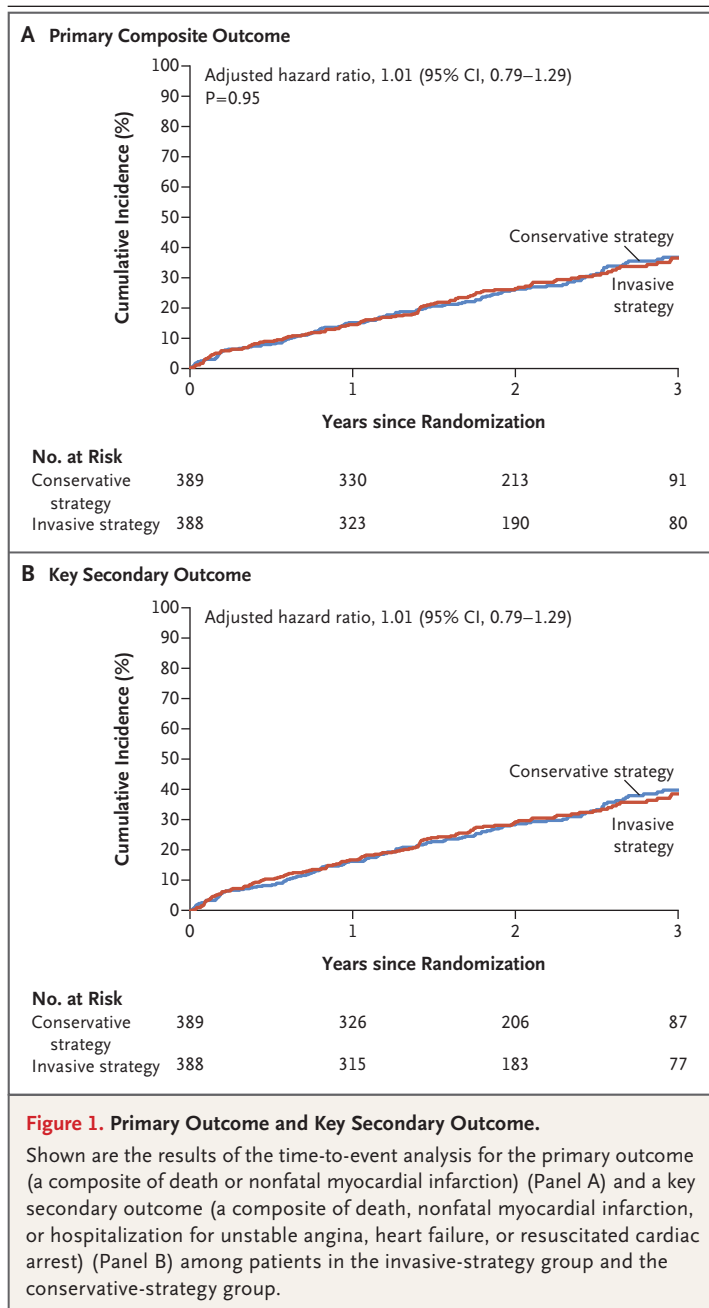 A Primary Composite Outcome
Adjusted hazard ratio, 1.01 (95% CI, 0.79–1.29)
P=0.95
Cumulative Incidence (%)
100
90
80
70
60
50
40
30
20
10
0
Conservative strategy
Invasive
strategy
0 1 2 3
Years since Randomization
No. at Risk
Conservative
strategy
389 330 213 91
Invasive strategy 388 323 190 80
B Key Secondary Outcome
Adjusted hazard ratio, 1.01 (95% CI, 0.79–1.29)
Cumulative Incidence (%)
100
90
80
70
60
50
40
30
20
10
0
Conservative strategy
Invasive
strategy
0 1 2 3
Years since Randomization
No. at Risk
Conservative
strategy
389 326 206 87
Invasive strategy 388 315 183 77
Figure 1. Primary Outcome and Key Secondary Outcome.
Shown are the results of the time-to-event analysis for the primary outcome
(a composite of death or nonfatal myocardial infarction) (Panel A) and a key
secondary outcome (a composite of death, nonfatal myocardial infarction,
or hospitalization for unstable angina, heart failure, or resuscitated cardiac
arrest) (Panel B) among patients in the invasive-strategy group and the
conservative-strategy group.